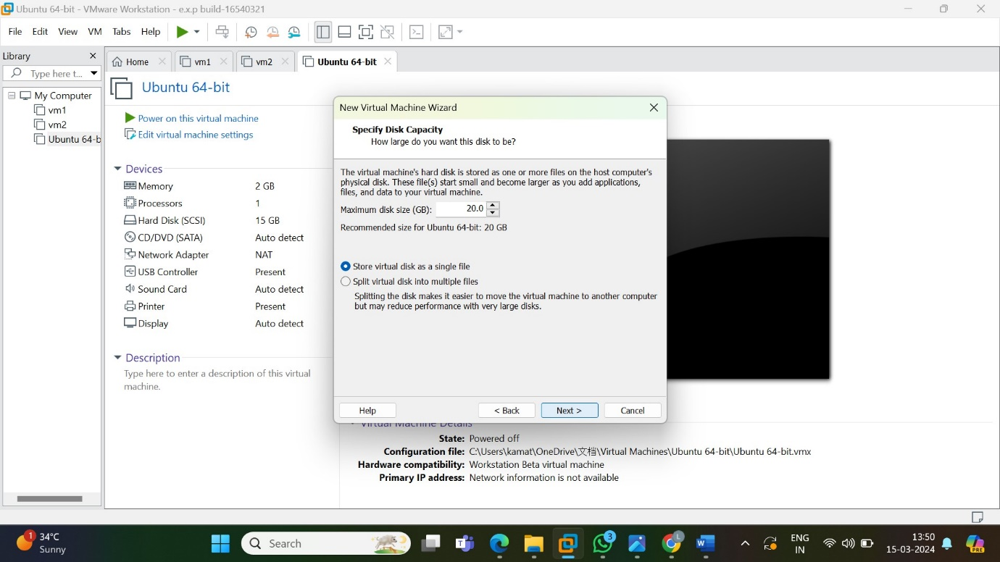 Ubuntu 64-bit - VMware Workstation - e.x.p build-16540321
File Edit View VM Tabs Help
Library
Type here t...
My Computer
vm1
vm2
Ubuntu 64-b
Home
vm1
vm2
Ubuntu 64-bit
Ubuntu 64-bit
Power on this virtual machine
Edit virtual machine settings
Devices
Memory 2 GB
Processors 1
Hard Disk (SCSI) 15 GB
CD/DVD (SATA) Auto detect
Network Adapter NAT
USB Controller Present
Sound Card Auto detect
Printer Present
Display Auto detect
Description
Type here to enter a description of this virtual
machine.
New Virtual Machine Wizard
Specify Disk Capacity
How large do you want this disk to be?
The virtual machine's hard disk is stored as one or more files on the host computer's
physical disk. These file(s) start small and become larger as you add applications,
files, and data to your virtual machine.
Maximum disk size (GB): 20.0
Recommended size for Ubuntu 64-bit: 20 GB
Store virtual disk as a single file
Split virtual disk into multiple files
Splitting the disk makes it easier to move the virtual machine to another computer
but may reduce performance with very large disks.
Help
< Back
Next >
Cancel
Virtual Machine Details
State: Powered off
Configuration file: C:\Users\kamat\OneDrive\文档\Virtual Machines\Ubuntu 64-bit\Ubuntu 64-bit.vmx
Hardware compatibility: Workstation Beta virtual machine
Primary IP address: Network information is not available
1
34°C
Sunny
Search
3
L
ENG
IN
13:50
15-03-2024
PRE